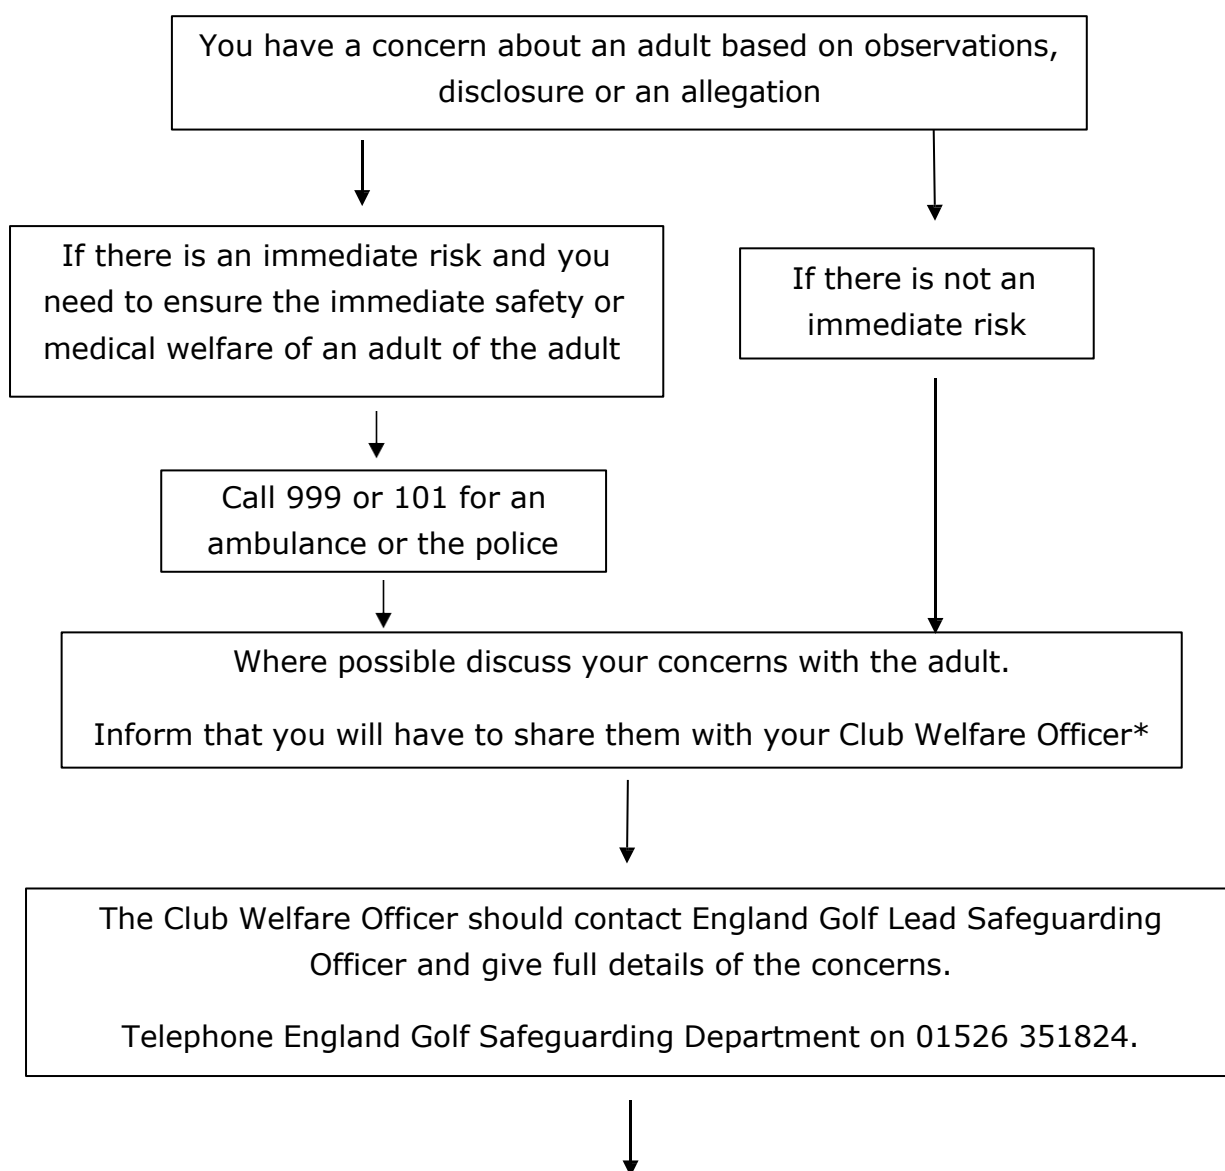 You have a concern about an adult based on observations,
disclosure or an allegation
If there is an immediate risk and you
need to ensure the immediate safety or
medical welfare of an adult of the adult
If there is not an
immediate risk
Call 999 or 101 for an
ambulance or the police
Where possible discuss your concerns with the adult.
Inform that you will have to share them with your Club Welfare Officer*
The Club Welfare Officer should contact England Golf Lead Safeguarding
Officer and give full details of the concerns.
Telephone England Golf Safeguarding Department on 01526 351824.